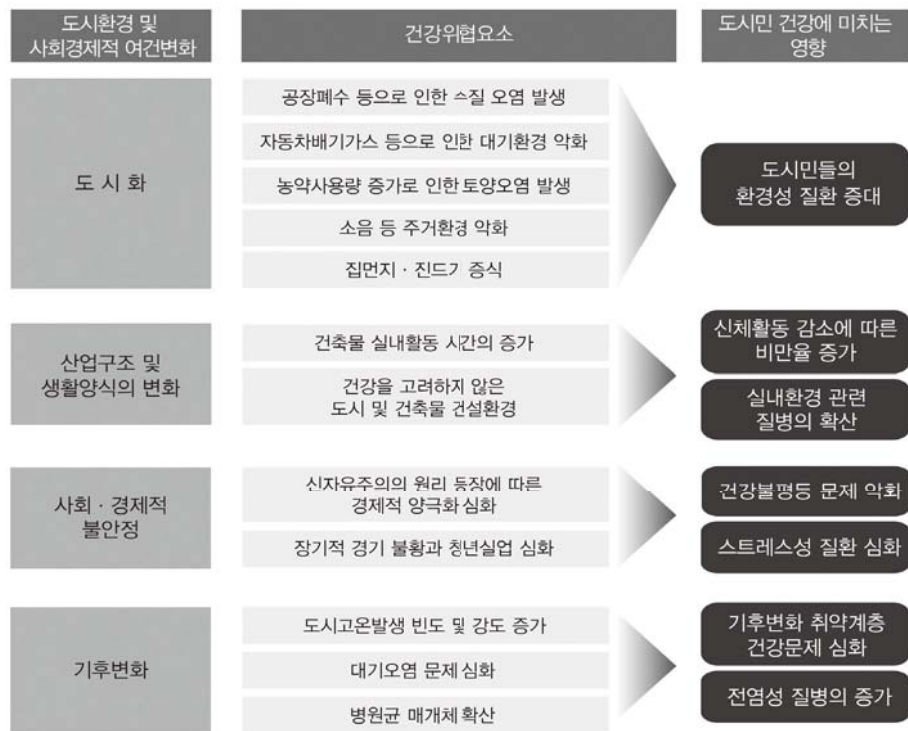 도시환경 및
사회경제적 여건변화
건강위협요소
도시민 건강에 미치는
영향
도 시 화
공장폐수 등으로 인한 수질 오염 발생
자동차배기가스 등으로 인한 대기환경 악화
농약사용량 증가로 인한 토양오염 발생
소음 등 주거환경 악화
집먼지 · 진드기 증식
도시민들의
환경성 질환 증대
산업구조 및
생활양식의 변화
건축물 실내활동 시간의 증가
건강을 고려하지 않은
도시 및 건축물 건설환경
신체활동 감소에 따른
비만율 증가
실내환경 관련
질병의 확산
사회 · 경제적
불안정
신자유주의의 원리 등장에 따른
경제적 양극화 심화
장기적 경기 불황과 청년실업 심화
건강불평등 문제 악화
스트레스성 질환 심화
기후변화
도시고온발생 빈도 및 강도 증가
대기오염 문제 심화
병원균 매개체 확산
기후변화 취약계층
건강문제 심화
전염성 질병의 증가